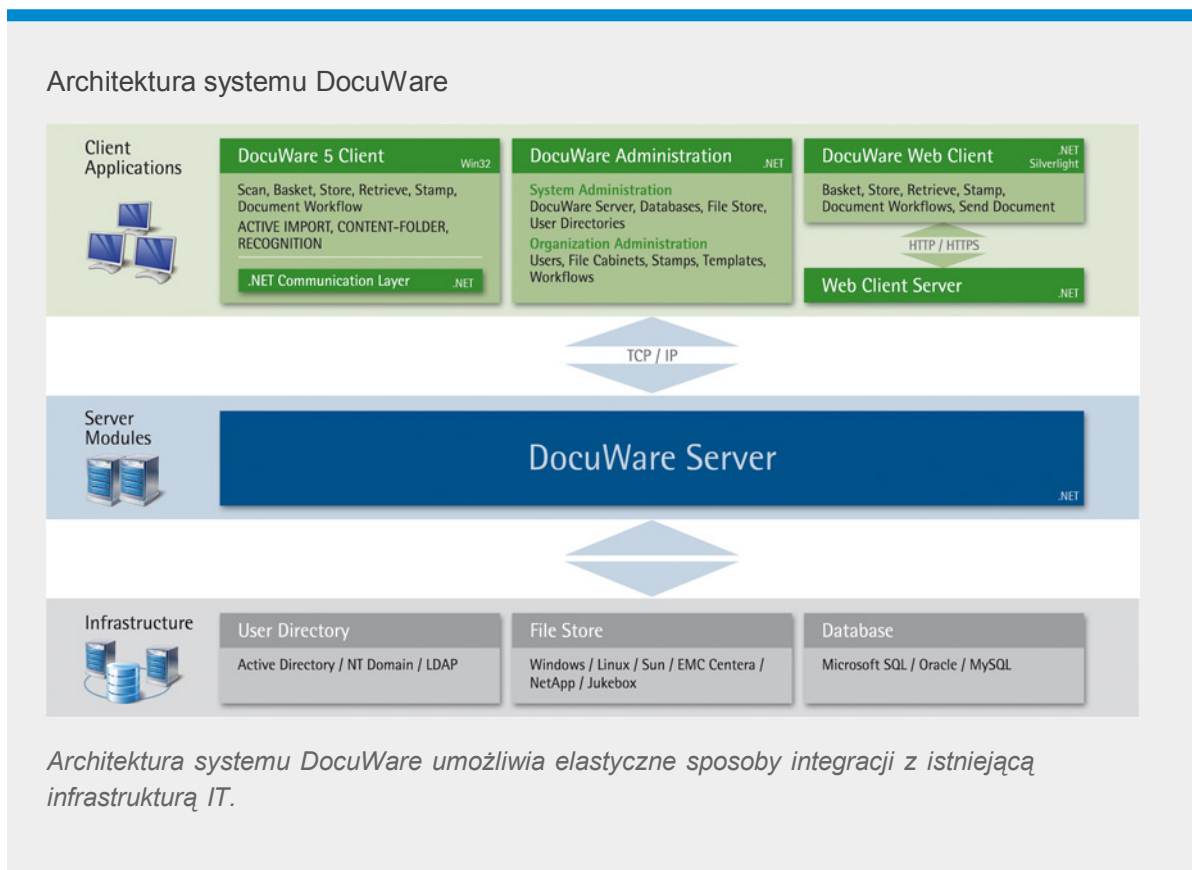 Architektura systemu DocuWare
Client
Applications
DocuWare 5 Client
Win32
Scan, Basket, Store, Retrieve, Stamp,
Document Workflow
ACTIVE IMPORT, CONTENT-FOLDER,
RECOGNITION
.NET Communication Layer
.NET
DocuWare Administration
.NET
System Administration
DocuWare Server, Databases, File Store,
User Directories
Organization Administration
Users, File Cabinets, Stamps, Templates,
Workflows
DocuWare Web Client
.NET
Silverlight
Basket, Store, Retrieve, Stamp,
Document Workflows, Send Document
HTTP / HTTPS
Web Client Server
.NET
TCP / IP
Server
Modules
DocuWare Server
.NET
Infrastructure
User Directory
Active Directory / NT Domain / LDAP
File Store
Windows / Linux / Sun / EMC Centera /
NetApp / Jukebox
Database
Microsoft SQL / Oracle / MySQL
Architektura systemu DocuWare umożliwia elastyczne sposoby integracji z istniejącą
infrastrukturą IT.